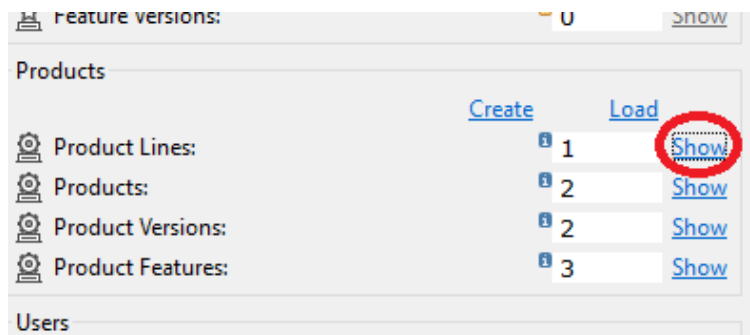 Feature Versions: 0 Show
Products
Create Load
Product Lines: 1 Show
Products: 2 Show
Product Versions: 2 Show
Product Features: 3 Show
Users